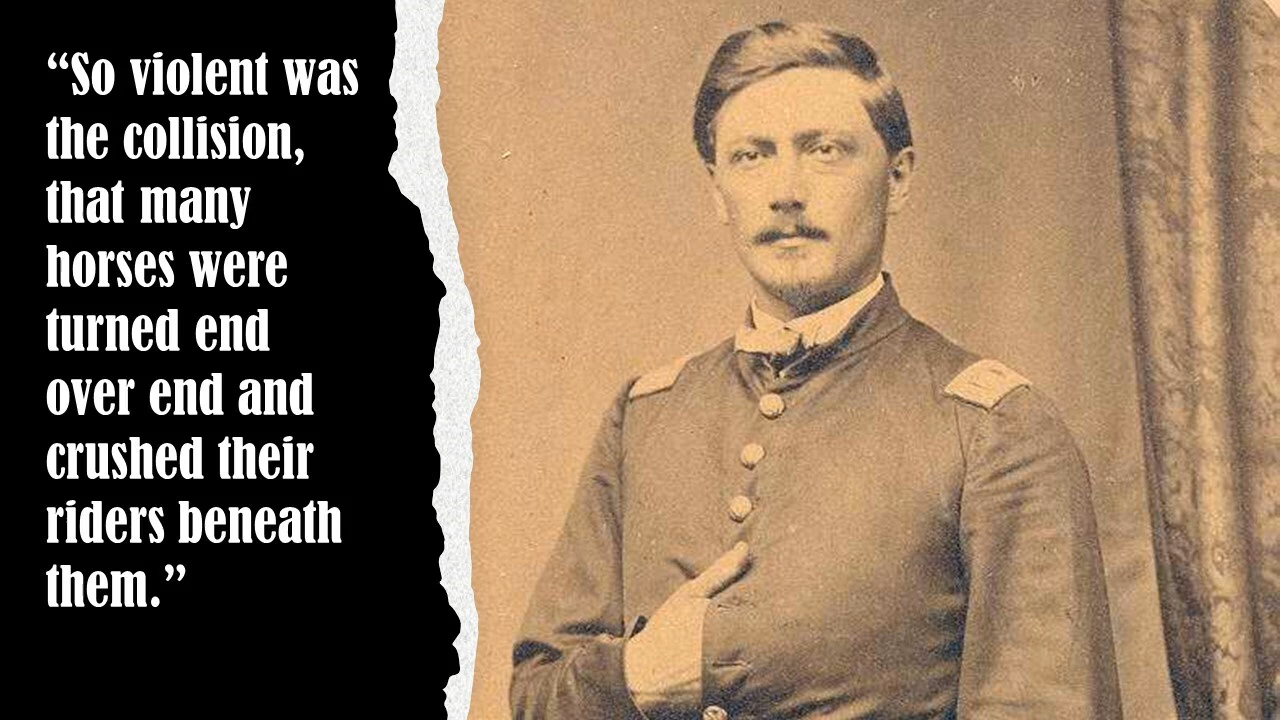 “So violent was
the collision,
that many
horses were
turned end
over end and
crushed their
riders beneath
them.”